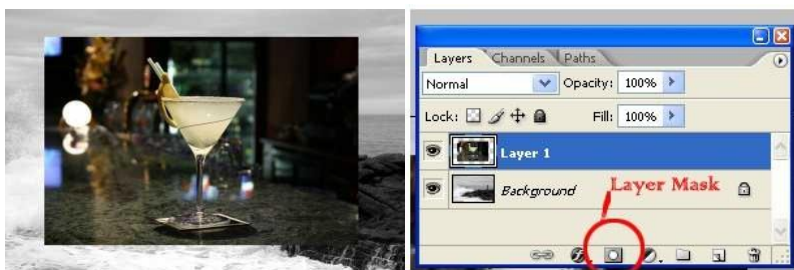 Layers Channels Paths
Normal Opacity: 100%
Lock: Fill: 100%
Layer 1
Background
Layer Mask